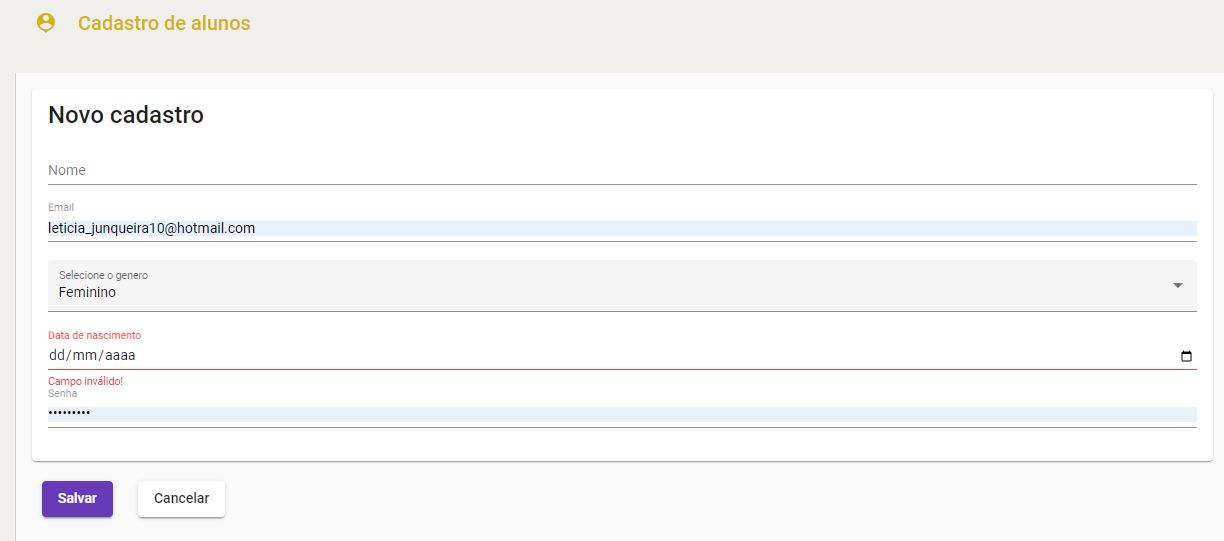 Cadastro de alunos
Novo cadastro
Nome
Email
leticia_junqueira10@hotmail.com
Selecione o genero
Feminino
Data de nascimento
dd/mm/aaaa
Campo inválido!
Senha
•••••••••
Salvar Cancelar